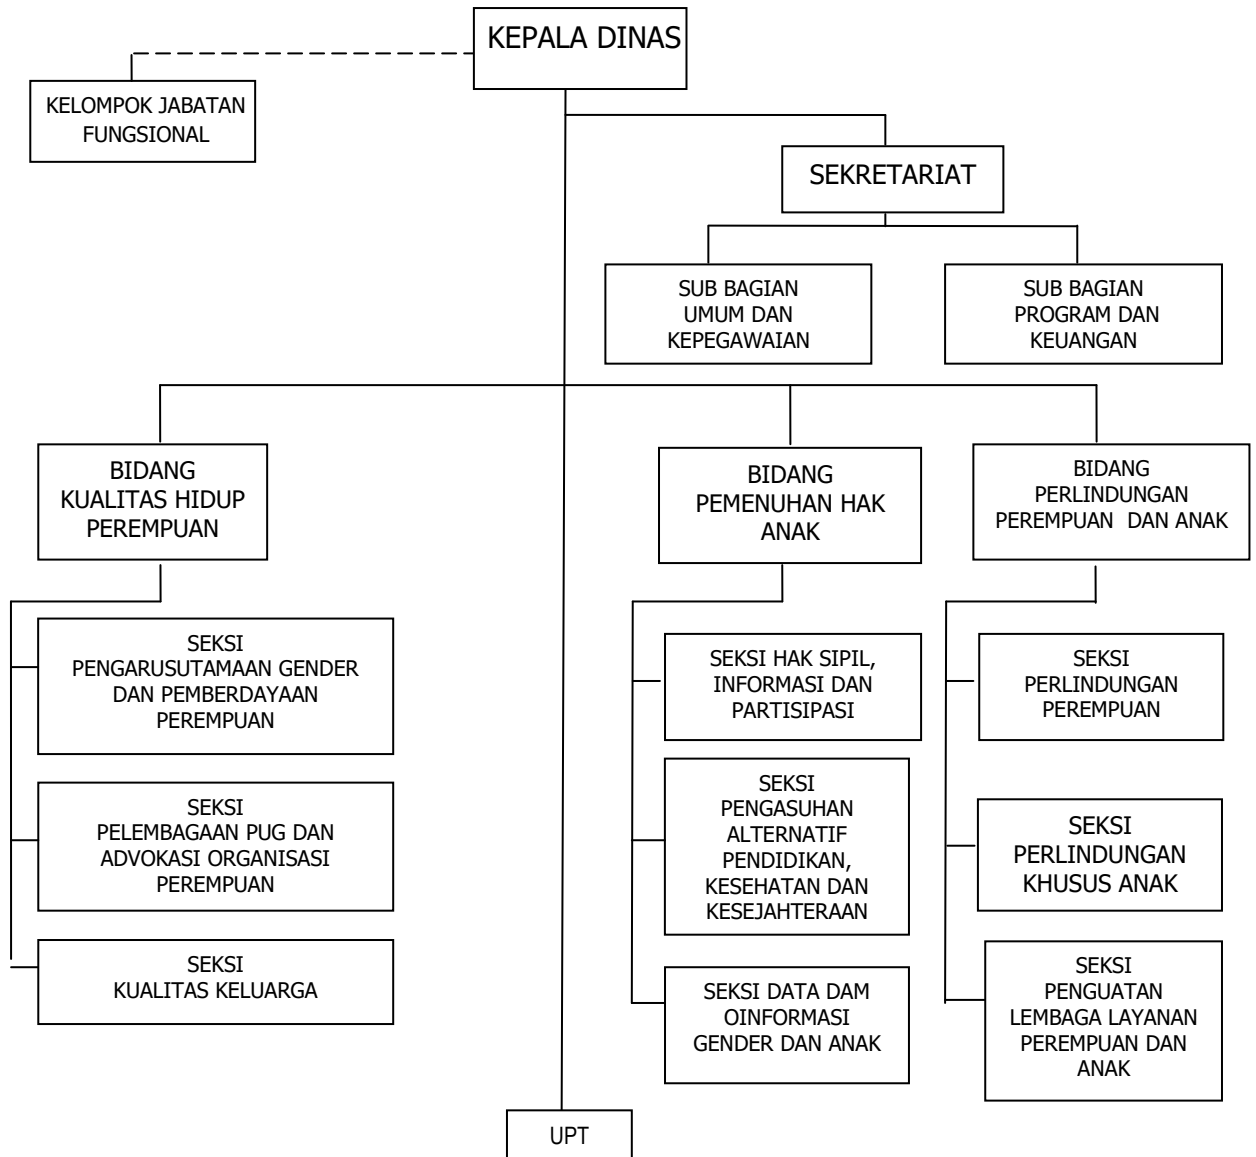 KEPALA DINAS
KELOMPOK JABATAN
FUNGSIONAL
SEKRETARIAT
SUB BAGIAN
UMUM DAN
KEPEGAWAIAN
SUB BAGIAN
PROGRAM DAN
KEUANGAN
BIDANG
KUALITAS HIDUP
PEREMPUAN
BIDANG
PEMENUHAN HAK
ANAK
BIDANG
PERLINDUNGAN
PEREMPUAN DAN ANAK
SEKSI
PENGARUSUTAMAAN GENDER
DAN PEMBERDAYAAN
PEREMPUAN
SEKSI HAK SIPIL,
INFORMASI DAN
PARTISIPASI
SEKSI
PERLINDUNGAN
PEREMPUAN
SEKSI
PELEMBAGAAN PUG DAN
ADVOKASI ORGANISASI
PEREMPUAN
SEKSI
PENGASUHAN
ALTERNATIF
PENDIDIKAN,
KESEHATAN DAN
KESEJAHTERAAN
SEKSI
PERLINDUNGAN
KHUSUS ANAK
SEKSI
KUALITAS KELUARGA
SEKSI DATA DAM
OINFORMASI
GENDER DAN ANAK
SEKSI
PENGUATAN
LEMBAGA LAYANAN
PEREMPUAN DAN
ANAK
UPT